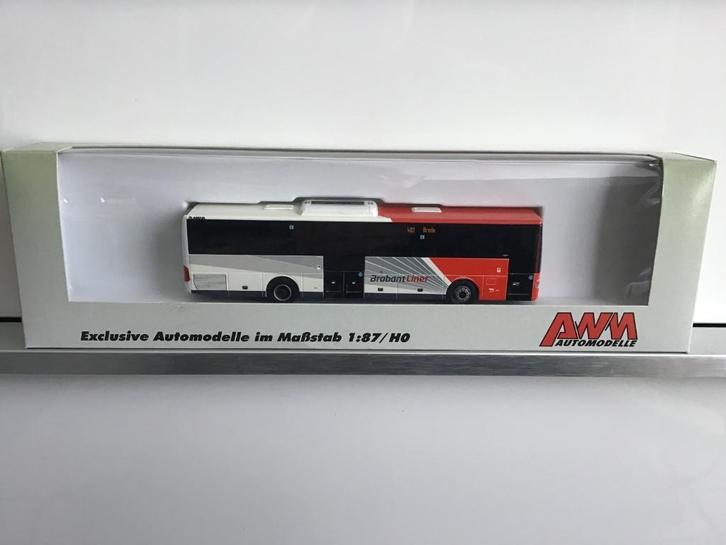 401 Breda
BrabantLiner
Exclusive Automodelle im Maßstab 1:87/H0
AWM
AUTOMODELLE